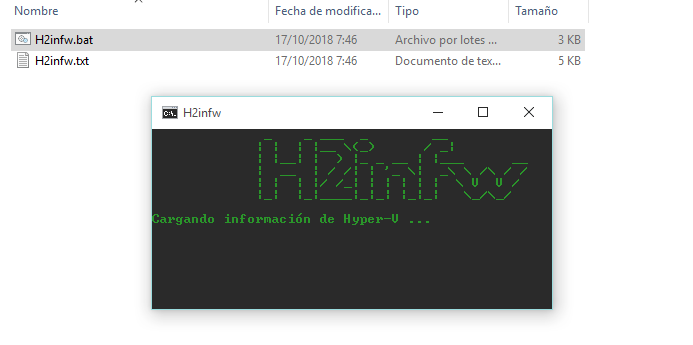 Nombre Fecha de modifica... Tipo Tamaño
H2infw.bat 17/10/2018 7:46 Archivo por lotes ... 3 KB
H2infw.txt 17/10/2018 7:46 Documento de tex... 5 KB
C:\. H2infw
H2infw
Cargando información de Hyper-V ...